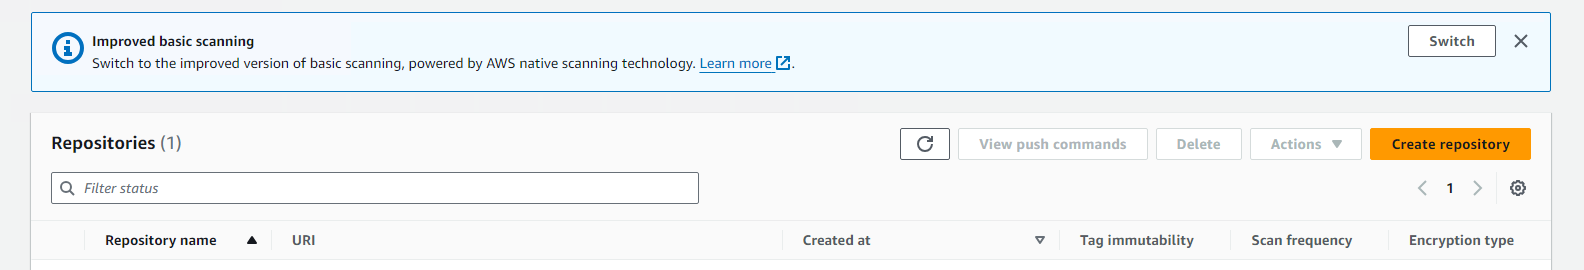 Improved basic scanning
Switch to the improved version of basic scanning, powered by AWS native scanning technology. Learn more.
Switch
Repositories (1)
View push commands
Delete
Actions
Create repository
Filter status
1
Repository name
URI
Created at
Tag immutability
Scan frequency
Encryption type